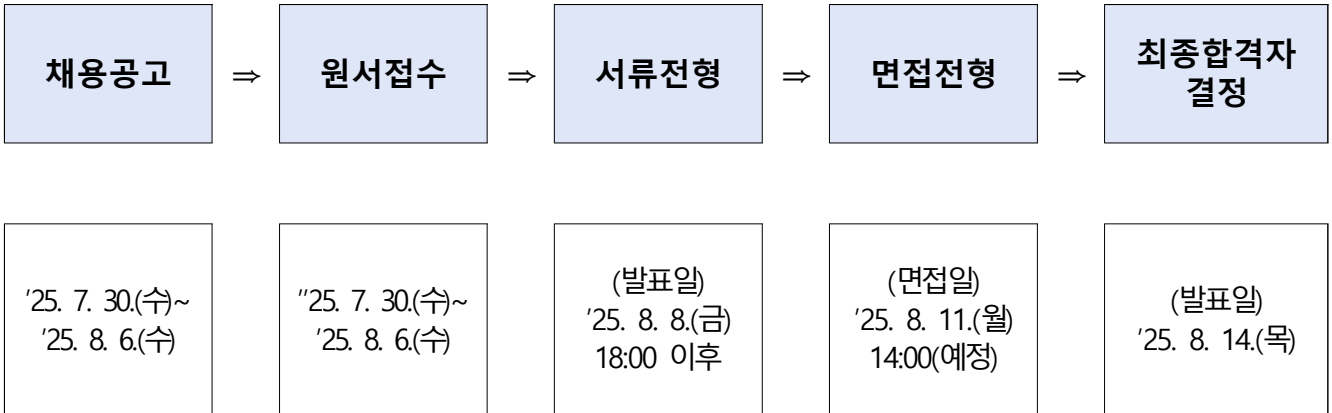 채용공고 ⇒ 원서접수 ⇒ 서류전형 ⇒ 면접전형 ⇒ 최종합격자
결정
'25. 7. 30.(수)~
'25. 8. 6.(수)
''25. 7. 30.(수)~
'25. 8. 6.(수)
(발표일)
'25. 8. 8.(금)
18:00 이후
(면접일)
'25. 8. 11.(월)
14:00(예정)
(발표일)
'25. 8. 14.(목)